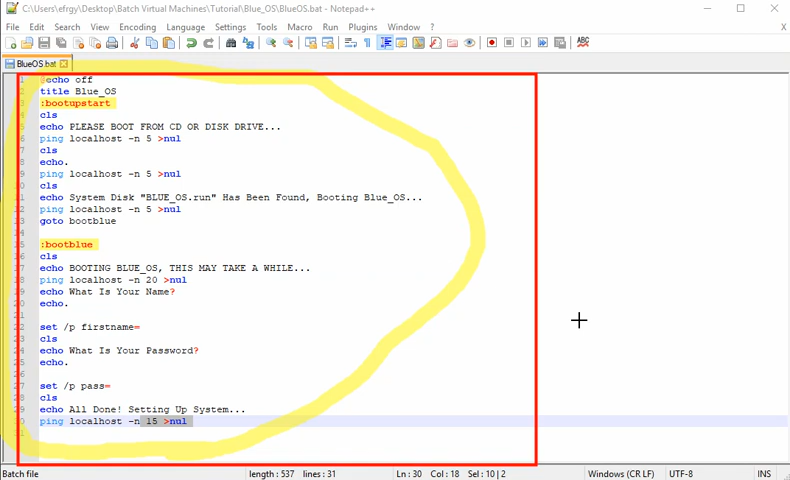 C:\Users\efrgy\Desktop\Batch Virtual Machines\Tutorial\Blue_OS\BlueOS.bat - Notepad++
File Edit Search View Encoding Language Settings Tools Macro Run Plugins Window ?
BlueOS.bat
@echo off
title Blue_OS
:bootupstart
cls
echo PLEASE BOOT FROM CD OR DISK DRIVE...
ping localhost -n 5 >nul
cls
echo.
ping localhost -n 5 >nul
cls
echo System Disk "BLUE_OS.run" Has Been Found, Booting Blue_OS...
ping localhost -n 5 >nul
goto bootblue
:bootblue
cls
echo BOOTING BLUE_OS, THIS MAY TAKE A WHILE...
ping localhost -n 20 >nul
echo What Is Your Name?
echo.
set /p firstname=
cls
echo What Is Your Password?
echo.
set /p pass=
cls
echo All Done! Setting Up System...
ping localhost -n 15 >nul
Batch file length : 537 lines : 31 Ln : 30 Col : 18 Sel : 10 | 2 Windows (CR LF) UTF-8 INS